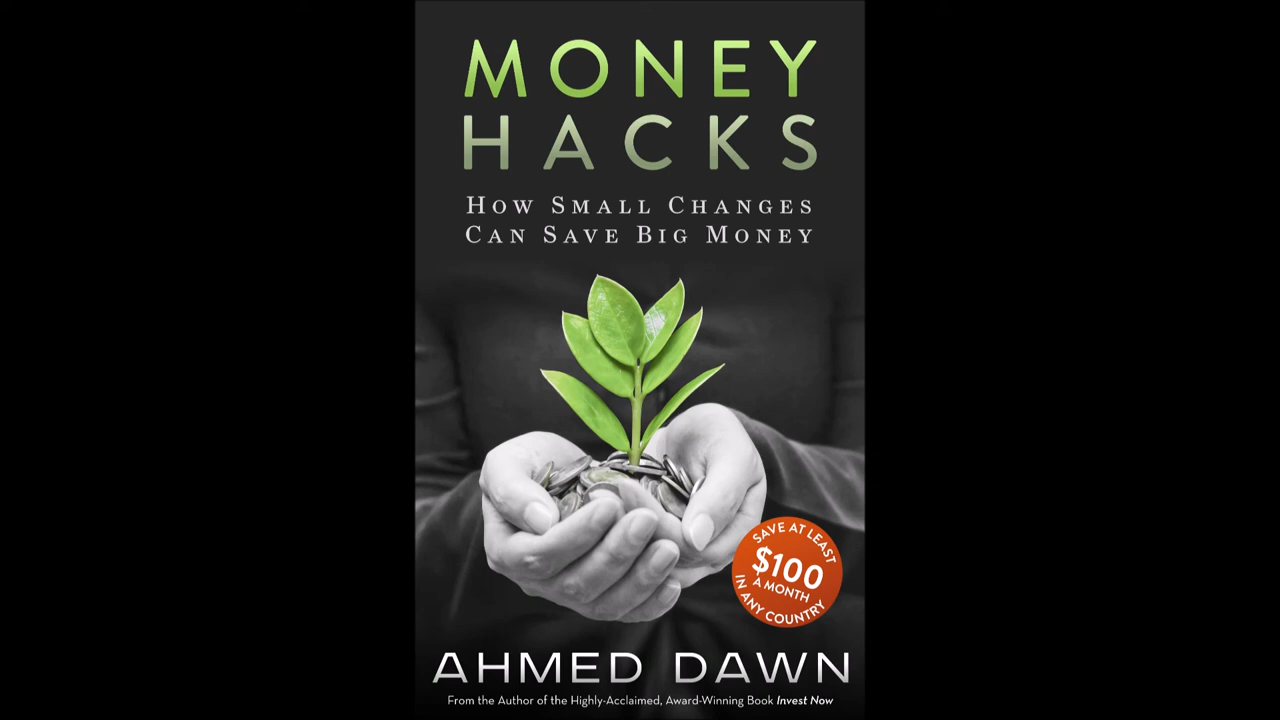 MONEY
HACKS
HOW SMALL CHANGES
CAN SAVE BIG MONEY
SAVE AT LEAST
$100
A MONTH
IN ANY COUNTRY
AHMED DAWN
From the Author of the Highly-Acclaimed, Award-Winning Book Invest Now